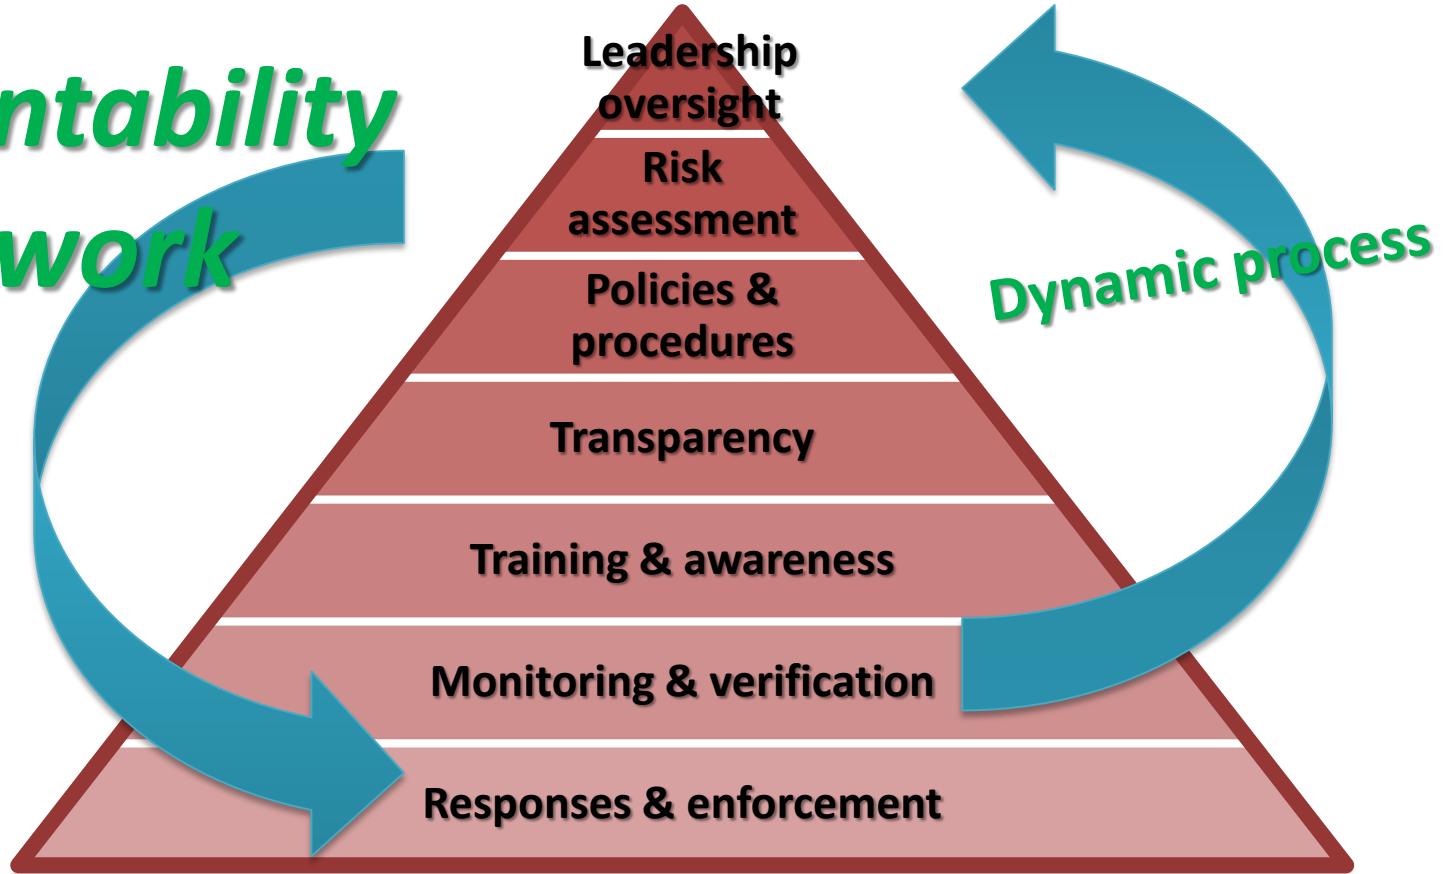 ntability
work
Leadership
oversight
Risk
assessment
Policies &
procedures
Transparency
Training & awareness
Monitoring & verification
Responses & enforcement
Dynamic process